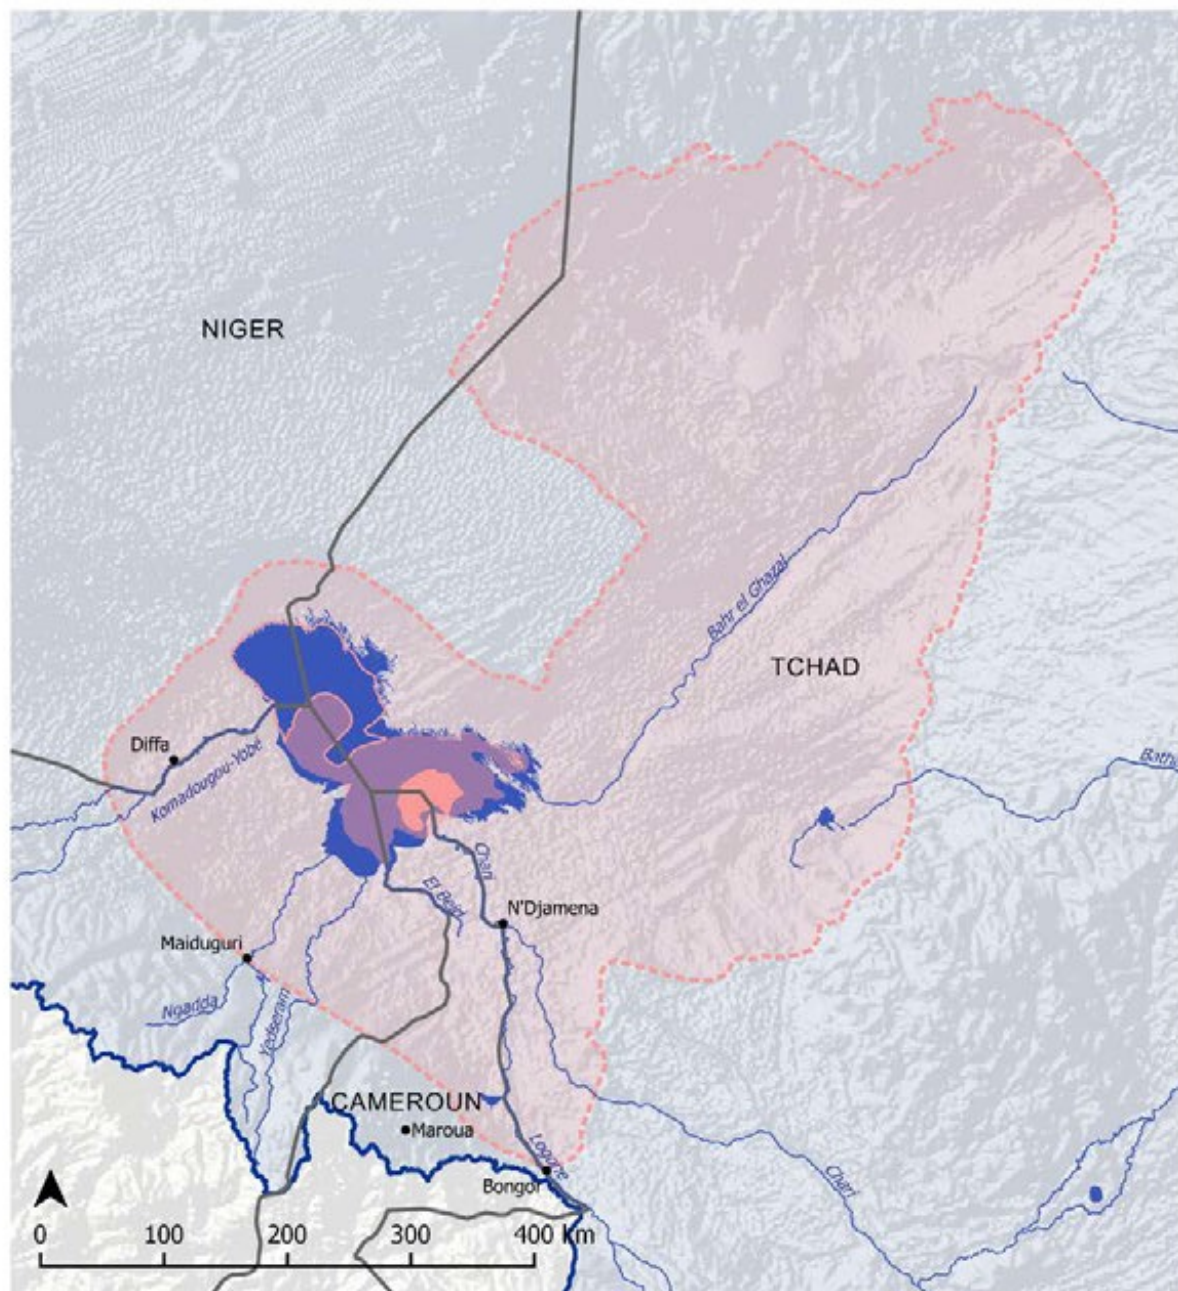 NIGER
Bahr el Ghazal
TCHAD
Diffa
Komadougou-Yobé
Batha
Chari
El Beid
N'Djamena
Maiduguri
Ngadda
Yedseram
CAMEROUN
Maroua
Logone
Bongor
Chari
0 100 200 300 400 km